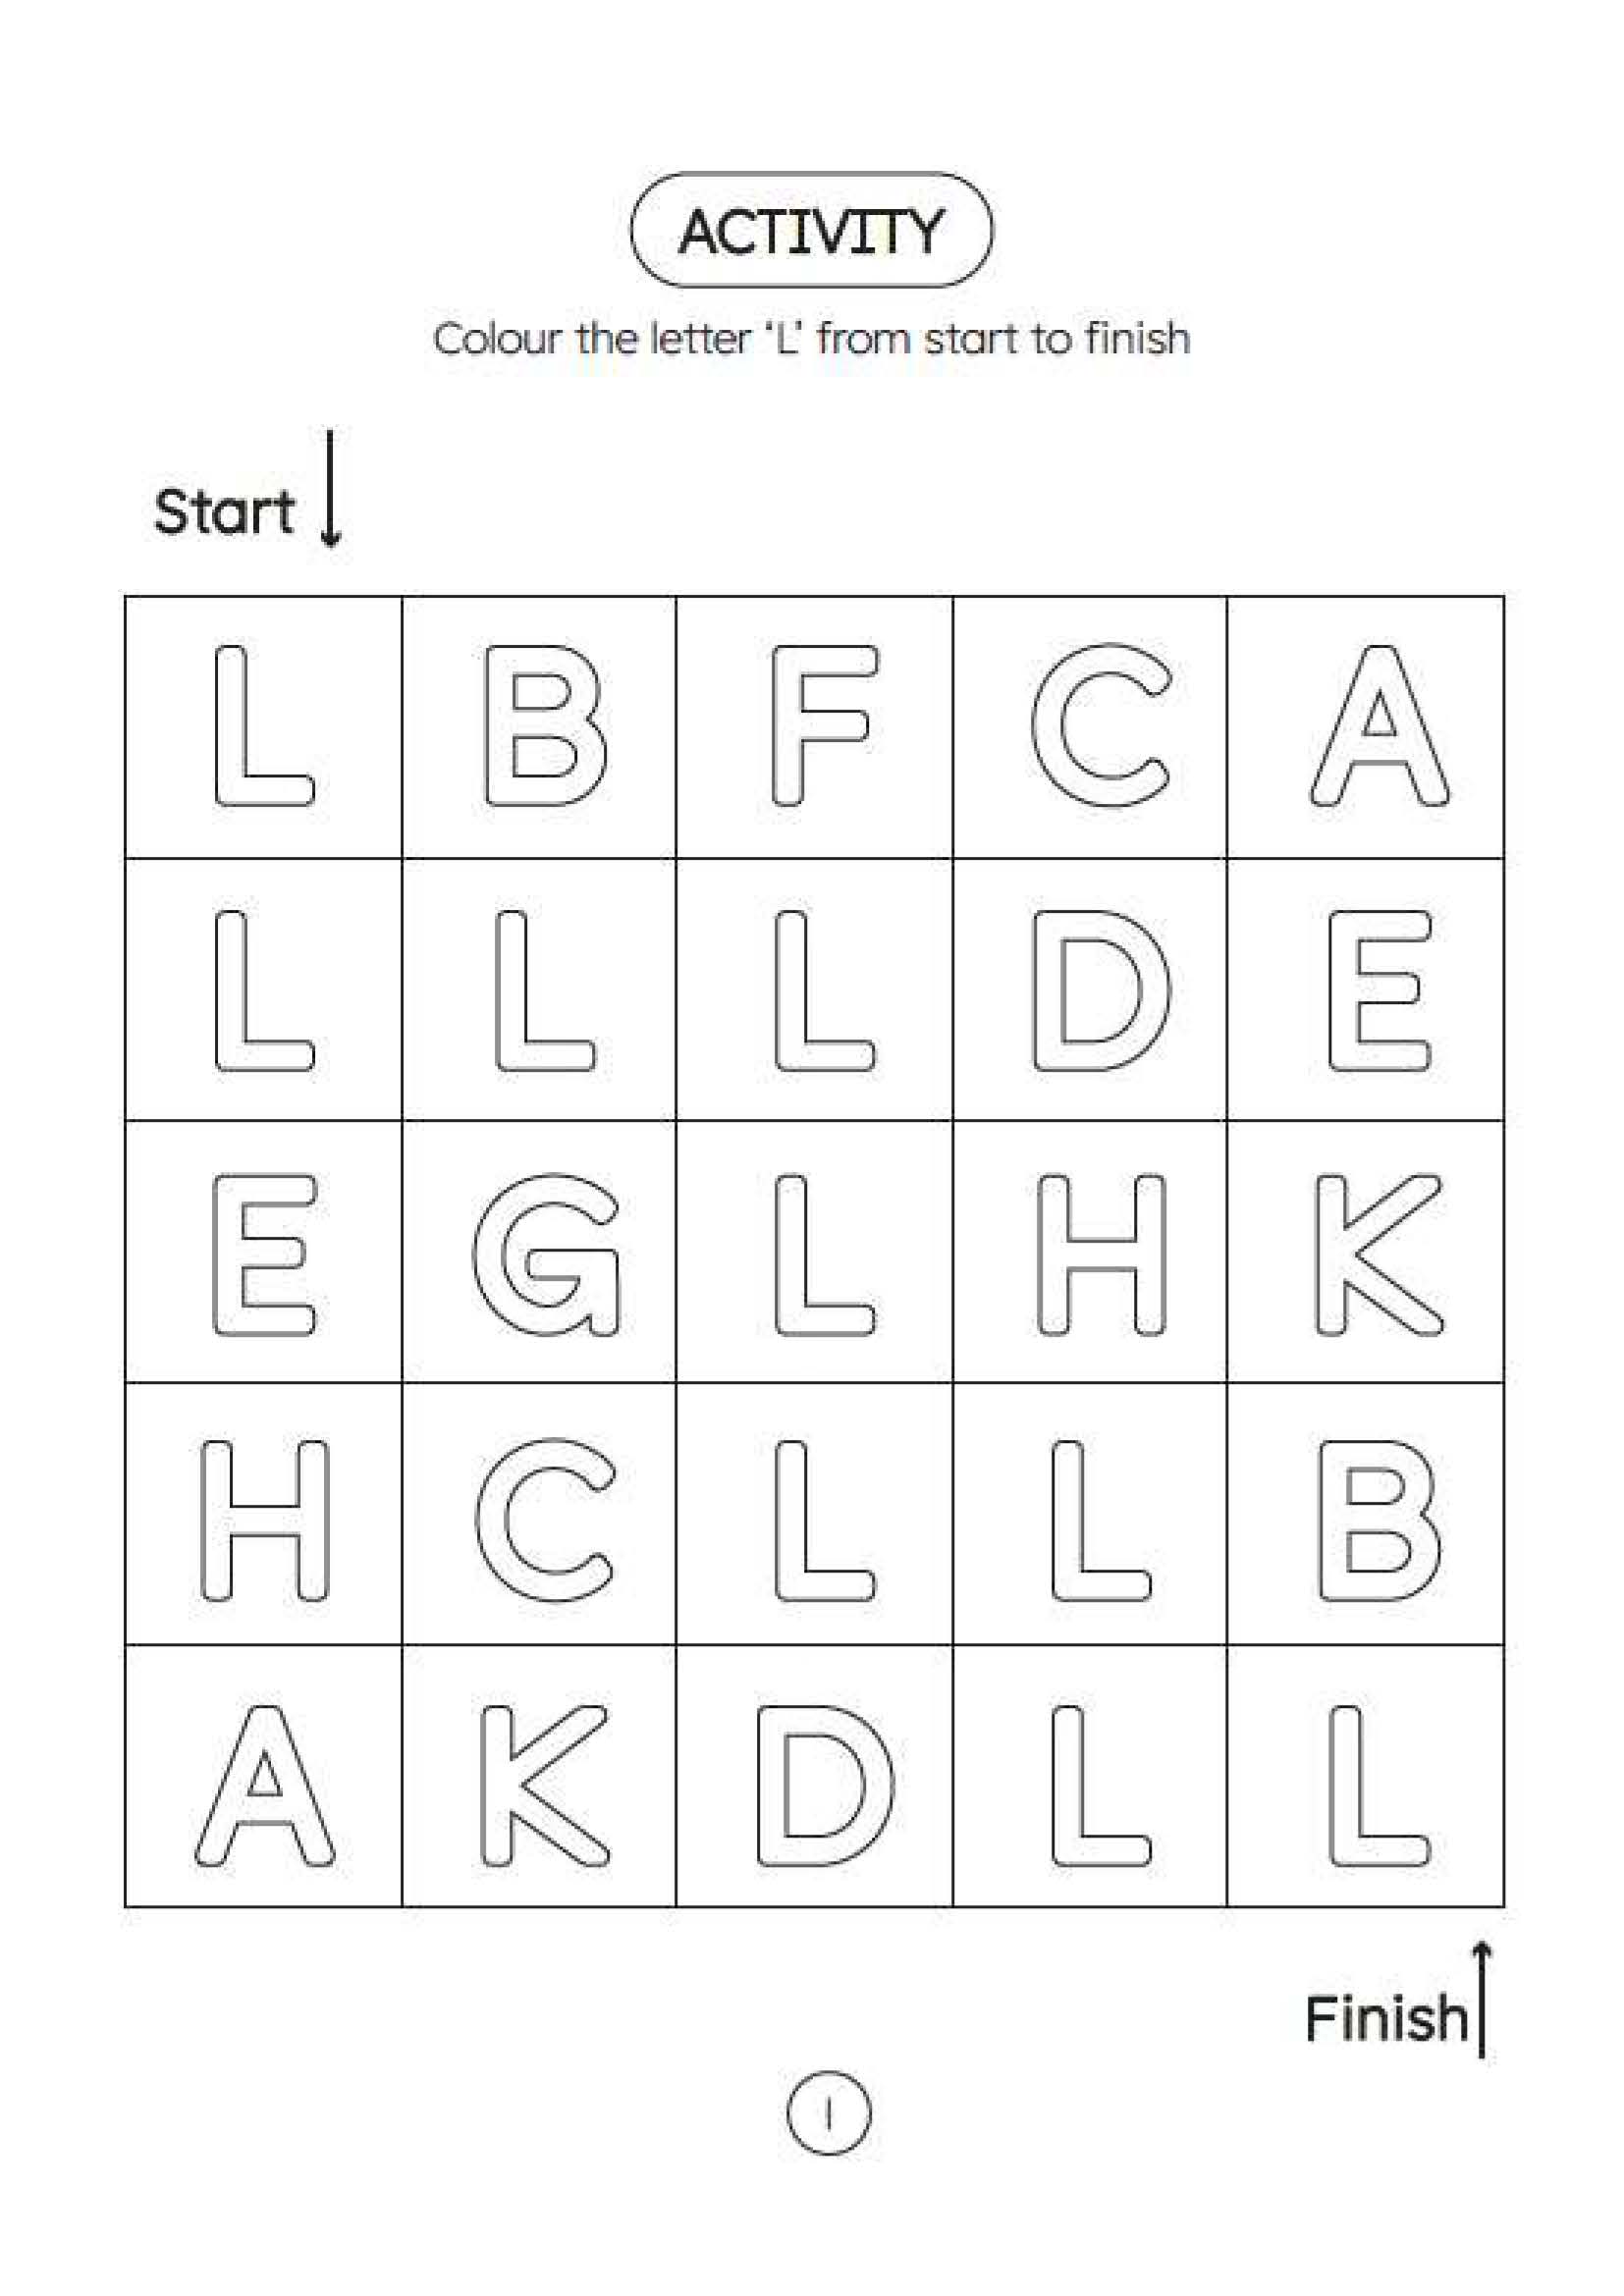 ACTIVITY
Colour the letter ‘L’ from start to finish
Start
L B F C A
L L L D E
E G L H K
H C L L B
A K D L L
Finish
1